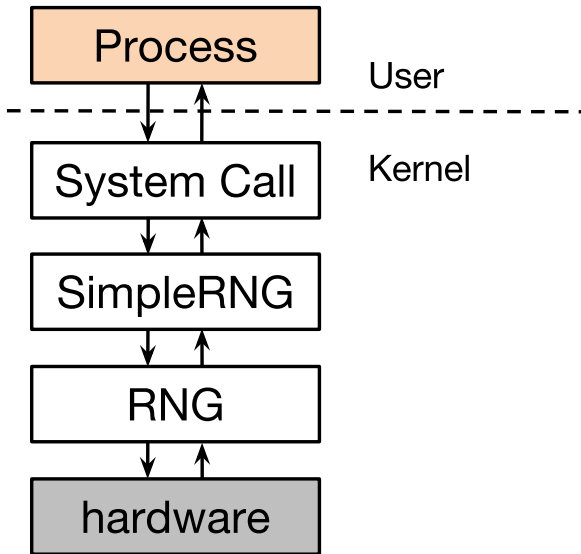 Process
User
System Call
Kernel
SimpleRNG
RNG
hardware